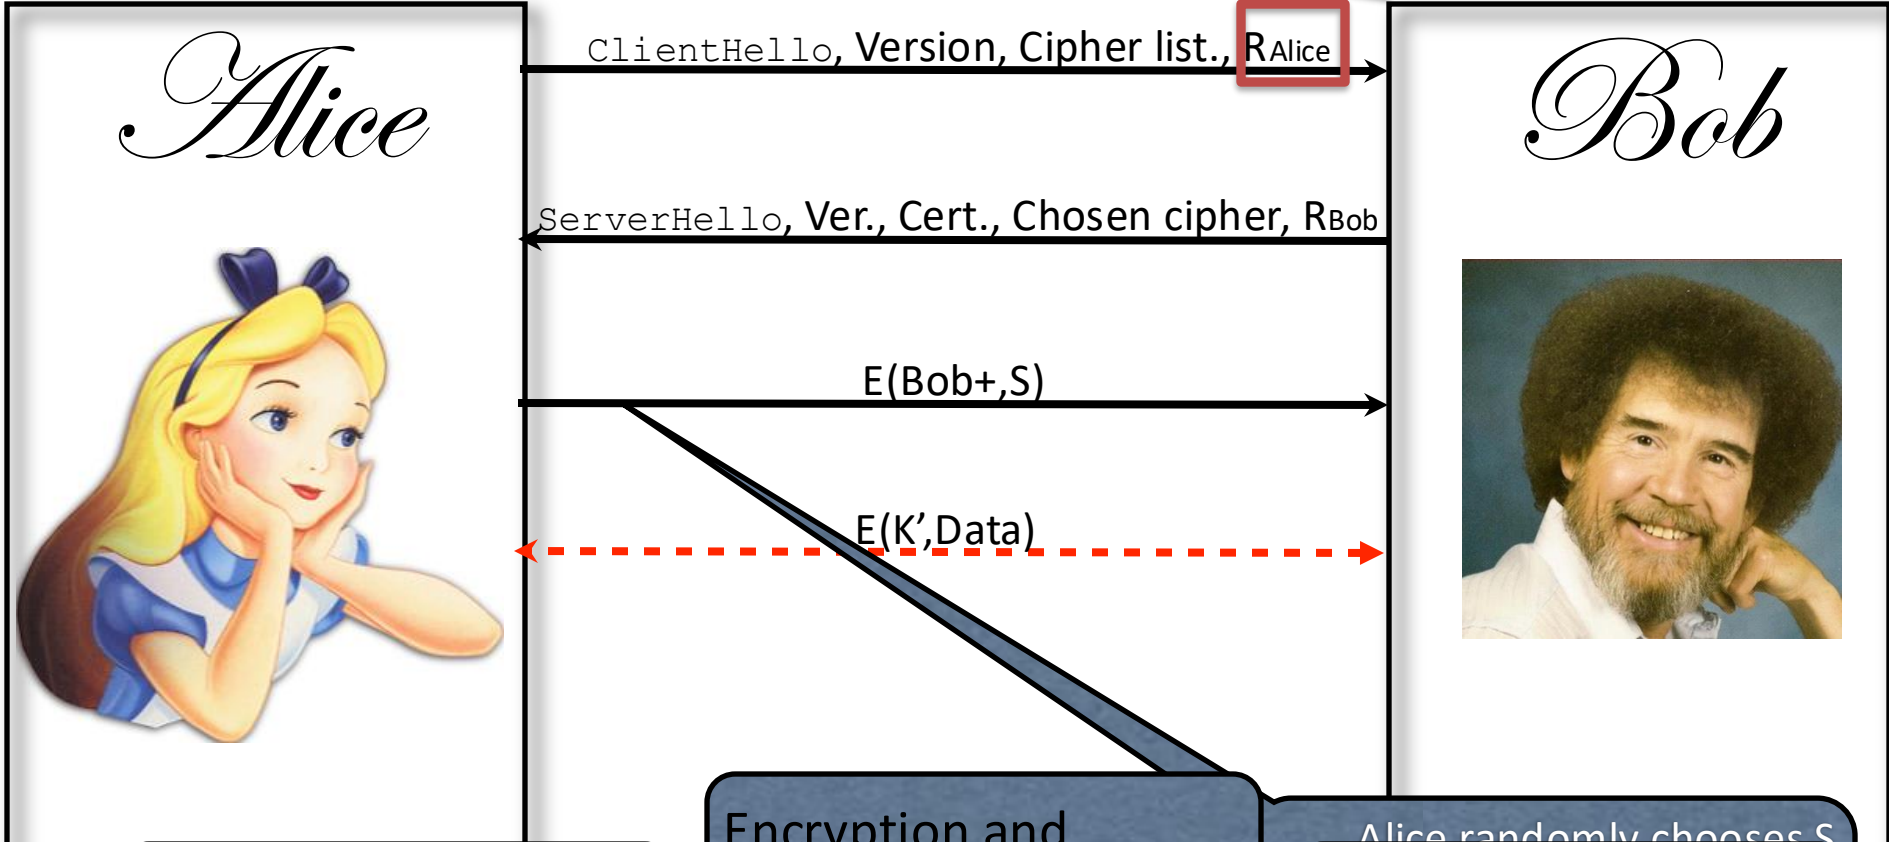 Alice
Bob
ClientHello, Version, Cipher list., RAlice
ServerHello, Ver., Cert., Chosen cipher, RBob
E(Bob+,S)
E(K’,Data)
Encryption and
Alice randomly chooses S